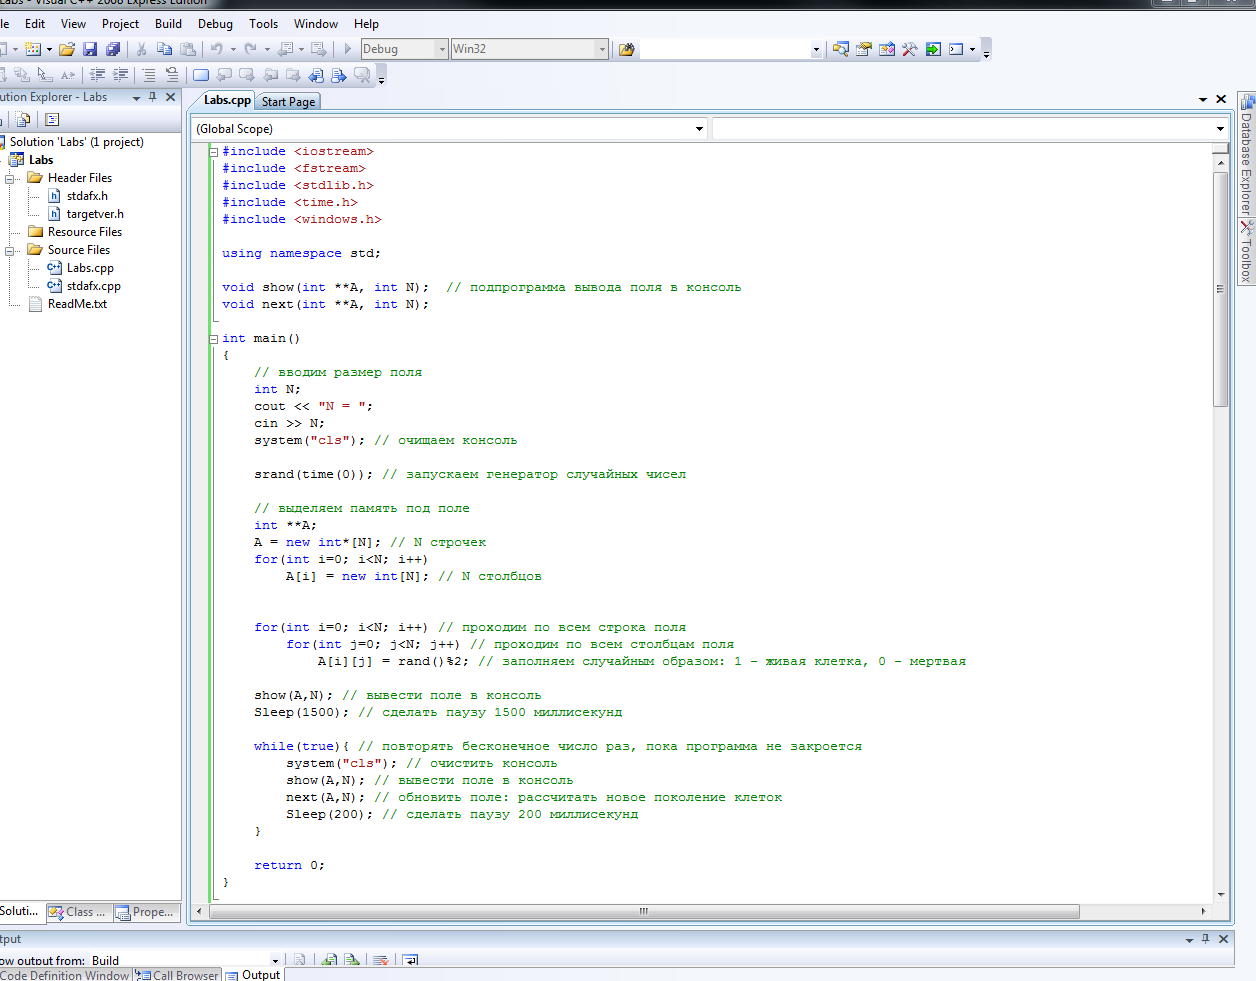 Labs - Visual C++ 2008 Express Edition
le Edit View Project Build Debug Tools Window Help
Debug Win32
ution Explorer - Labs
Labs.cpp Start Page
(Global Scope)
Solution 'Labs' (1 project)
Labs
Header Files
stdafx.h
targetver.h
Resource Files
Source Files
Labs.cpp
stdafx.cpp
ReadMe.txt
#include <iostream>
#include <fstream>
#include <stdlib.h>
#include <time.h>
#include <windows.h>
using namespace std;
void show(int **A, int N);  // подпрограмма вывода поля в консоль
void next(int **A, int N);
int main()
{
// вводим размер поля
int N;
cout << "N = ";
cin >> N;
system("cls"); // очищаем консоль
srand(time(0)); // запускаем генератор случайных чисел
// выделяем память под поле
int **A;
A = new int*[N]; // N строчек
for(int i=0; i<N; i++)
A[i] = new int[N]; // N столбцов
for(int i=0; i<N; i++) // проходим по всем строка поля
for(int j=0; j<N; j++) // проходим по всем столбцам поля
A[i][j] = rand()%2; // заполняем случайным образом: 1 - живая клетка, 0 - мертвая
show(A,N); // вывести поле в консоль
Sleep(1500); // сделать паузу 1500 миллисекунд
while(true){ // повторять бесконечное число раз, пока программа не закроется
system("cls"); // очистить консоль
show(A,N); // вывести поле в консоль
next(A,N); // обновить поле: рассчитать новое поколение клеток
Sleep(200); // сделать паузу 200 миллисекунд
}
return 0;
}
Database Explorer
Toolbox
Soluti... Class ... Prope...
tput
ow output from: Build
Code Definition Window Call Browser Output